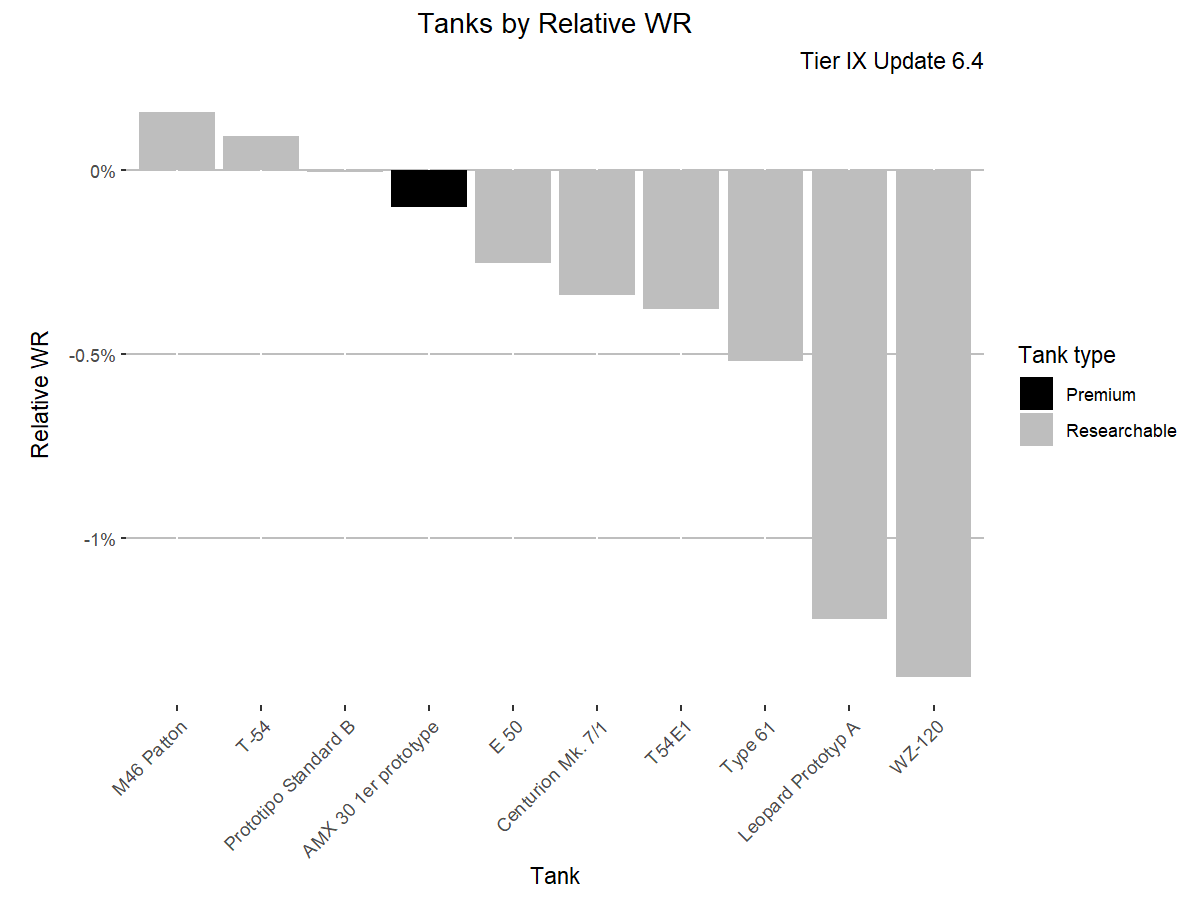 Tanks by Relative WR
Tier IX Update 6.4
Relative WR
0%
-0.5%
-1%
M46 Patton
T-54
Prototipo Standard B
AMX 30 1er prototype
E 50
Centurion Mk. 7/1
T54E1
Type 61
Leopard Prototyp A
WZ-120
Tank
Tank type
Premium
Researchable